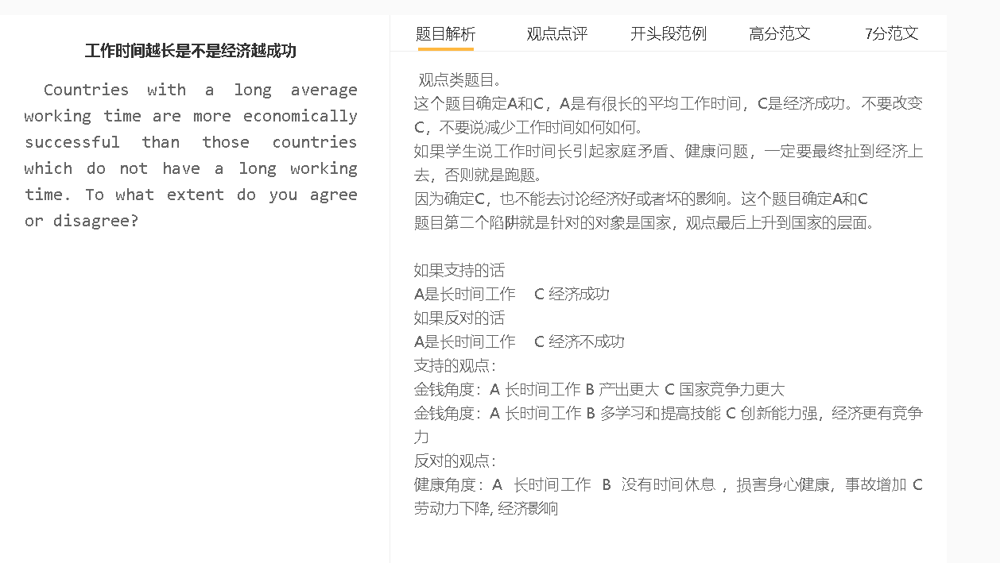 工作时间越长是不是经济越成功
Countries with a long average
working time are more economically
successful than those countries
which do not have a long working
time. To what extent do you agree
or disagree?
题目解析 观点点评 开头段范例 高分范文 7分范文
观点类题目。
这个题目确定A和C，A是有很长的平均工作时间，C是经济成功。不要改变
C，不要说减少工作时间如何如何。
如果学生说工作时间长引起家庭矛盾、健康问题，一定要最终扯到经济上
去，否则就是跑题。
因为确定C，也不能去讨论经济好或者坏的影响。这个题目确定A和C
题目第二个陷阱就是针对的对象是国家，观点最后上升到国家的层面。
如果支持的话
A是长时间工作 C 经济成功
如果反对的话
A是长时间工作 C 经济不成功
支持的观点：
金钱角度：A 长时间工作 B 产出更大 C 国家竞争力更大
金钱角度：A 长时间工作 B 多学习和提高技能 C 创新能力强，经济更有竞争
力
反对的观点：
健康角度：A 长时间工作 B 没有时间休息 ，损害身心健康，事故增加 C
劳动力下降, 经济影响